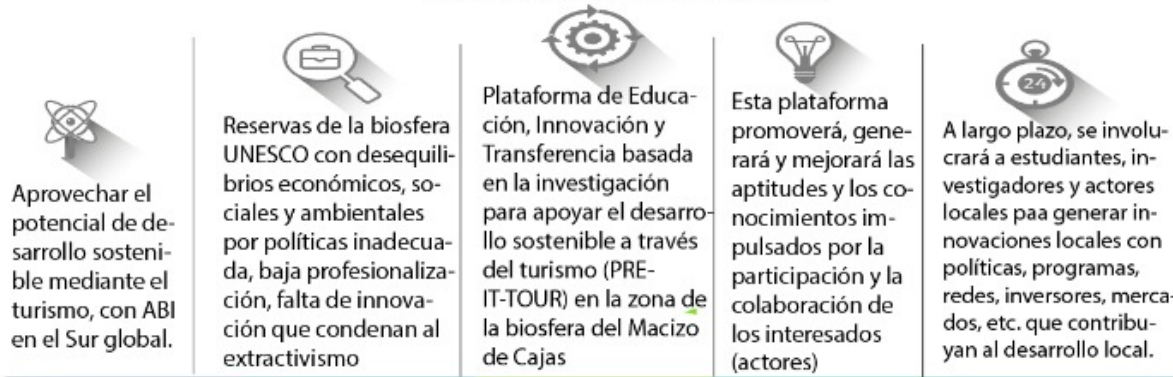 Aprovechar el
potencial de de-
sarrollo sosteni-
ble mediante el
turismo, con ABI
en el Sur global.
Reservas de la biosfera
UNESCO con desequili-
brios económicos, so-
ciales y ambientales
por políticas inadecua-
da, baja profesionaliza-
ción, falta de innova-
ción que condenan al
extractivismo
Plataforma de Educa-
ción, Innovación y
Transferencia basada
en la investigación
para apoyar el desarro-
llo sostenible a través
del turismo (PRE-
IT-TOUR) en la zona de
la biosfera del Macizo
de Cajas
Esta plataforma
promoverá, gene-
rará y mejorará las
aptitudes y los co-
nocimientos im-
pulsados por la
participación y la
colaboración de
los interesados
(actores)
24
A largo plazo, se involu-
crará a estudiantes, in-
vestigadores y actores
locales paa generar in-
novaciones locales con
políticas, programas,
redes, inversores, merca-
dos, etc. que contribu-
yan al desarrollo local.